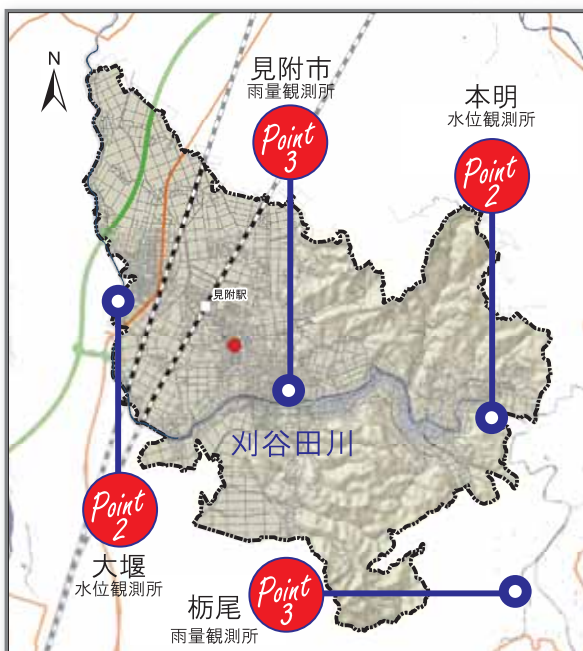 N
見附市
雨量観測所
Point
3
本明
水位観測所
Point
2
見附駅
刈谷田川
Point
2
大堰
水位観測所
栃尾
雨量観測所
Point
3